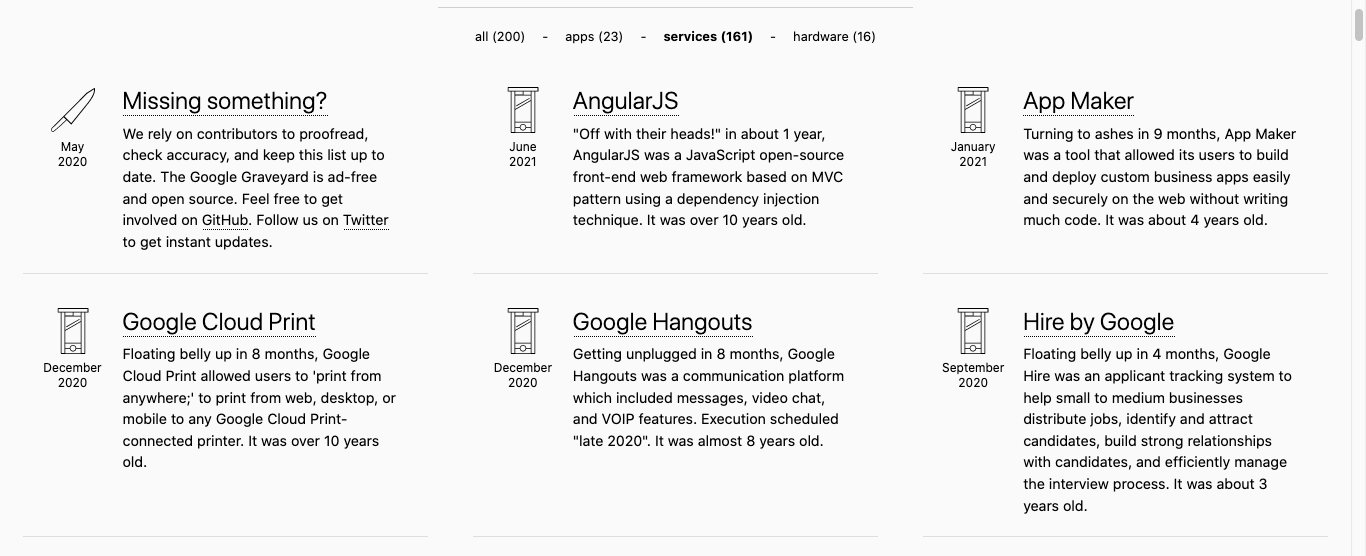 all (200) - apps (23) - services (161) - hardware (16)
May
2020
Missing something?
We rely on contributors to proofread,
check accuracy, and keep this list up to
date. The Google Graveyard is ad-free
and open source. Feel free to get
involved on GitHub. Follow us on Twitter
to get instant updates.
June
2021
AngularJS
"Off with their heads!" in about 1 year,
AngularJS was a JavaScript open-source
front-end web framework based on MVC
pattern using a dependency injection
technique. It was over 10 years old.
January
2021
App Maker
Turning to ashes in 9 months, App Maker
was a tool that allowed its users to build
and deploy custom business apps easily
and securely on the web without writing
much code. It was about 4 years old.
December
2020
Google Cloud Print
Floating belly up in 8 months, Google
Cloud Print allowed users to 'print from
anywhere;' to print from web, desktop, or
mobile to any Google Cloud Print-
connected printer. It was over 10 years
old.
December
2020
Google Hangouts
Getting unplugged in 8 months, Google
Hangouts was a communication platform
which included messages, video chat,
and VOIP features. Execution scheduled
"late 2020". It was almost 8 years old.
September
2020
Hire by Google
Floating belly up in 4 months, Google
Hire was an applicant tracking system to
help small to medium businesses
distribute jobs, identify and attract
candidates, build strong relationships
with candidates, and efficiently manage
the interview process. It was about 3
years old.